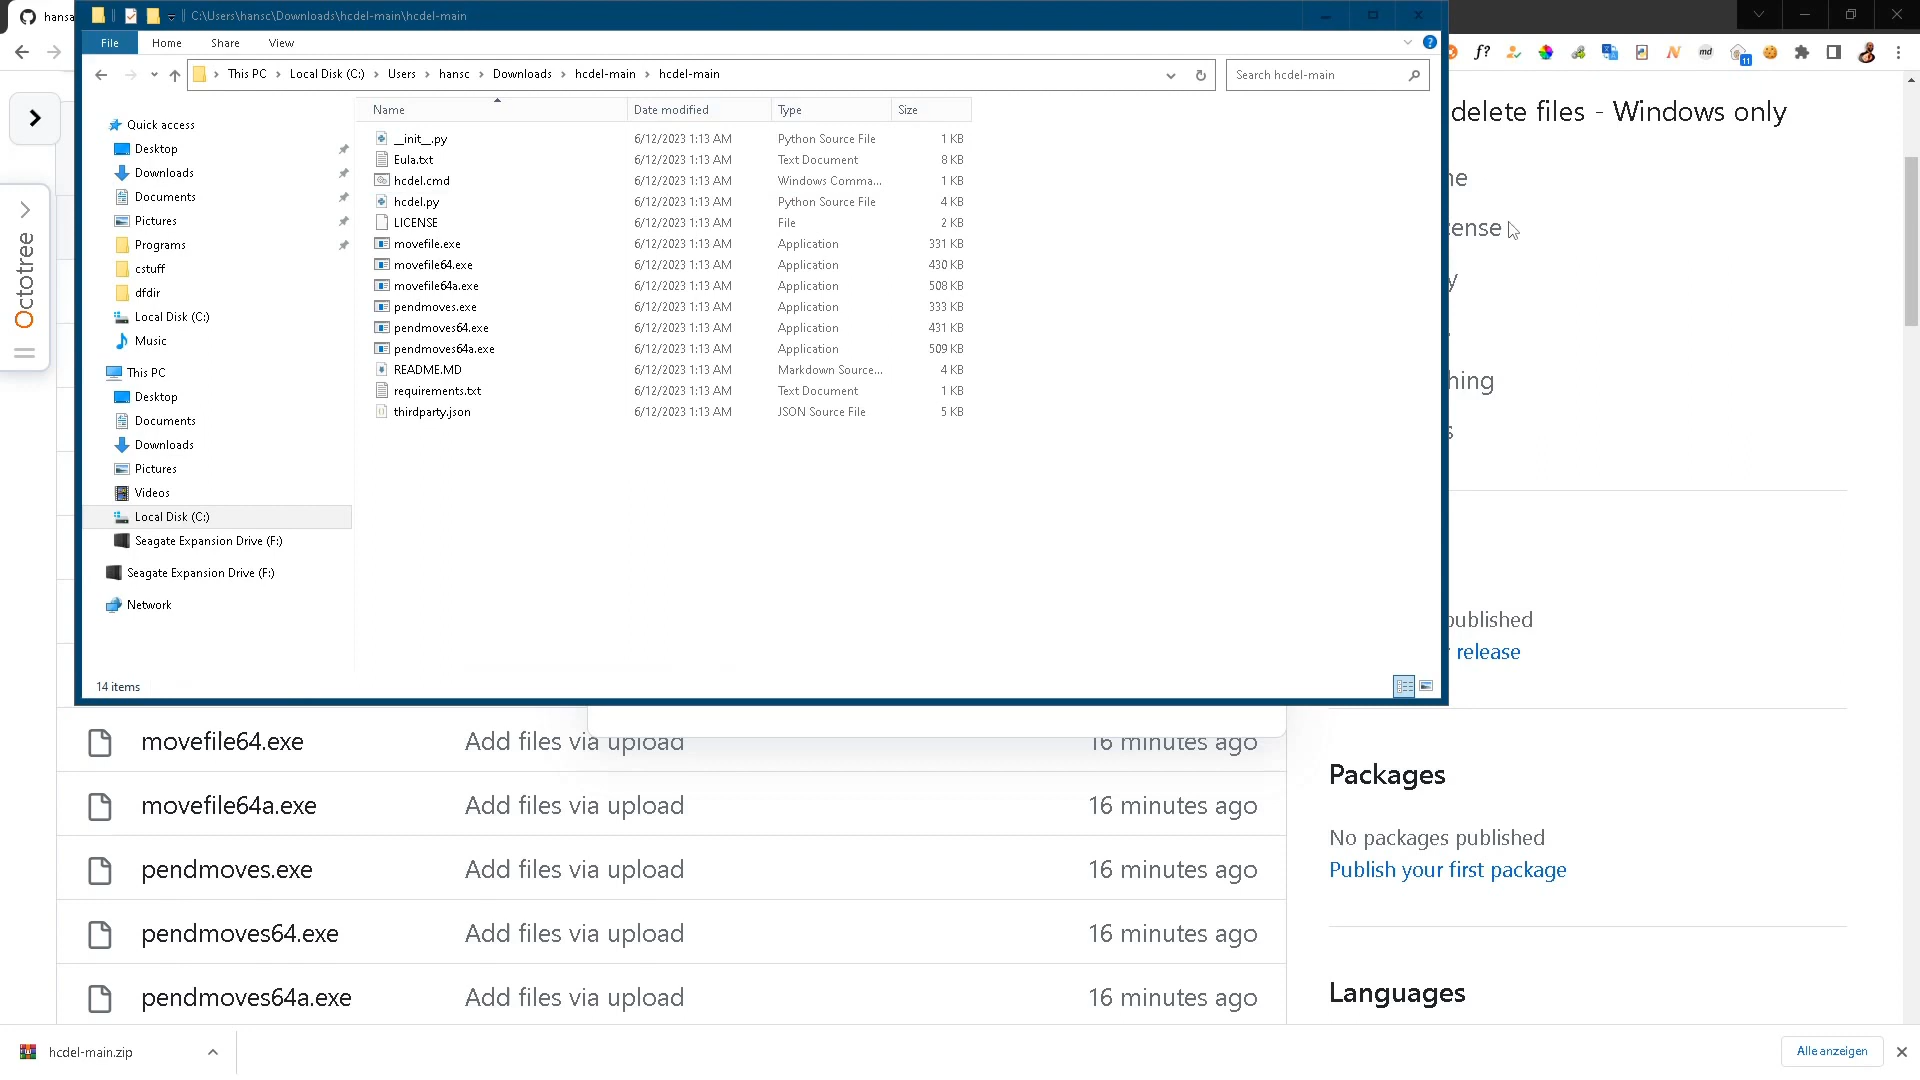 hansc
C:\Users\hansc\Downloads\hcdel-main\hcdel-main
File Home Share View
This PC Local Disk (C:) Users hansc Downloads hcdel-main hcdel-main
Search hcdel-main
f?
md
11
Octotree
Name Date modified Type Size
__init__.py 6/12/2023 1:13 AM Python Source File 1 KB
Eula.txt 6/12/2023 1:13 AM Text Document 8 KB
hcdel.cmd 6/12/2023 1:13 AM Windows Comma... 1 KB
hcdel.py 6/12/2023 1:13 AM Python Source File 4 KB
LICENSE 6/12/2023 1:13 AM File 2 KB
movefile.exe 6/12/2023 1:13 AM Application 331 KB
movefile64.exe 6/12/2023 1:13 AM Application 430 KB
movefile64a.exe 6/12/2023 1:13 AM Application 508 KB
pendmoves.exe 6/12/2023 1:13 AM Application 333 KB
pendmoves64.exe 6/12/2023 1:13 AM Application 431 KB
pendmoves64a.exe 6/12/2023 1:13 AM Application 509 KB
README.MD 6/12/2023 1:13 AM Markdown Source... 4 KB
requirements.txt 6/12/2023 1:13 AM Text Document 1 KB
thirdparty.json 6/12/2023 1:13 AM JSON Source File 5 KB
Quick access
Desktop
Downloads
Documents
Pictures
Programs
cstuff
dfdir
Local Disk (C:)
Music
This PC
Desktop
Documents
Downloads
Pictures
Videos
Local Disk (C:)
Seagate Expansion Drive (F:)
Seagate Expansion Drive (F:)
Network
14 items
delete files - Windows only
ne
cense
y
hing
s
published
release
movefile64.exe Add files via upload 16 minutes ago
movefile64a.exe Add files via upload 16 minutes ago
pendmoves.exe Add files via upload 16 minutes ago
pendmoves64.exe Add files via upload 16 minutes ago
pendmoves64a.exe Add files via upload 16 minutes ago
Packages
No packages published
Publish your first package
Languages
hcdel-main.zip
Alle anzeigen